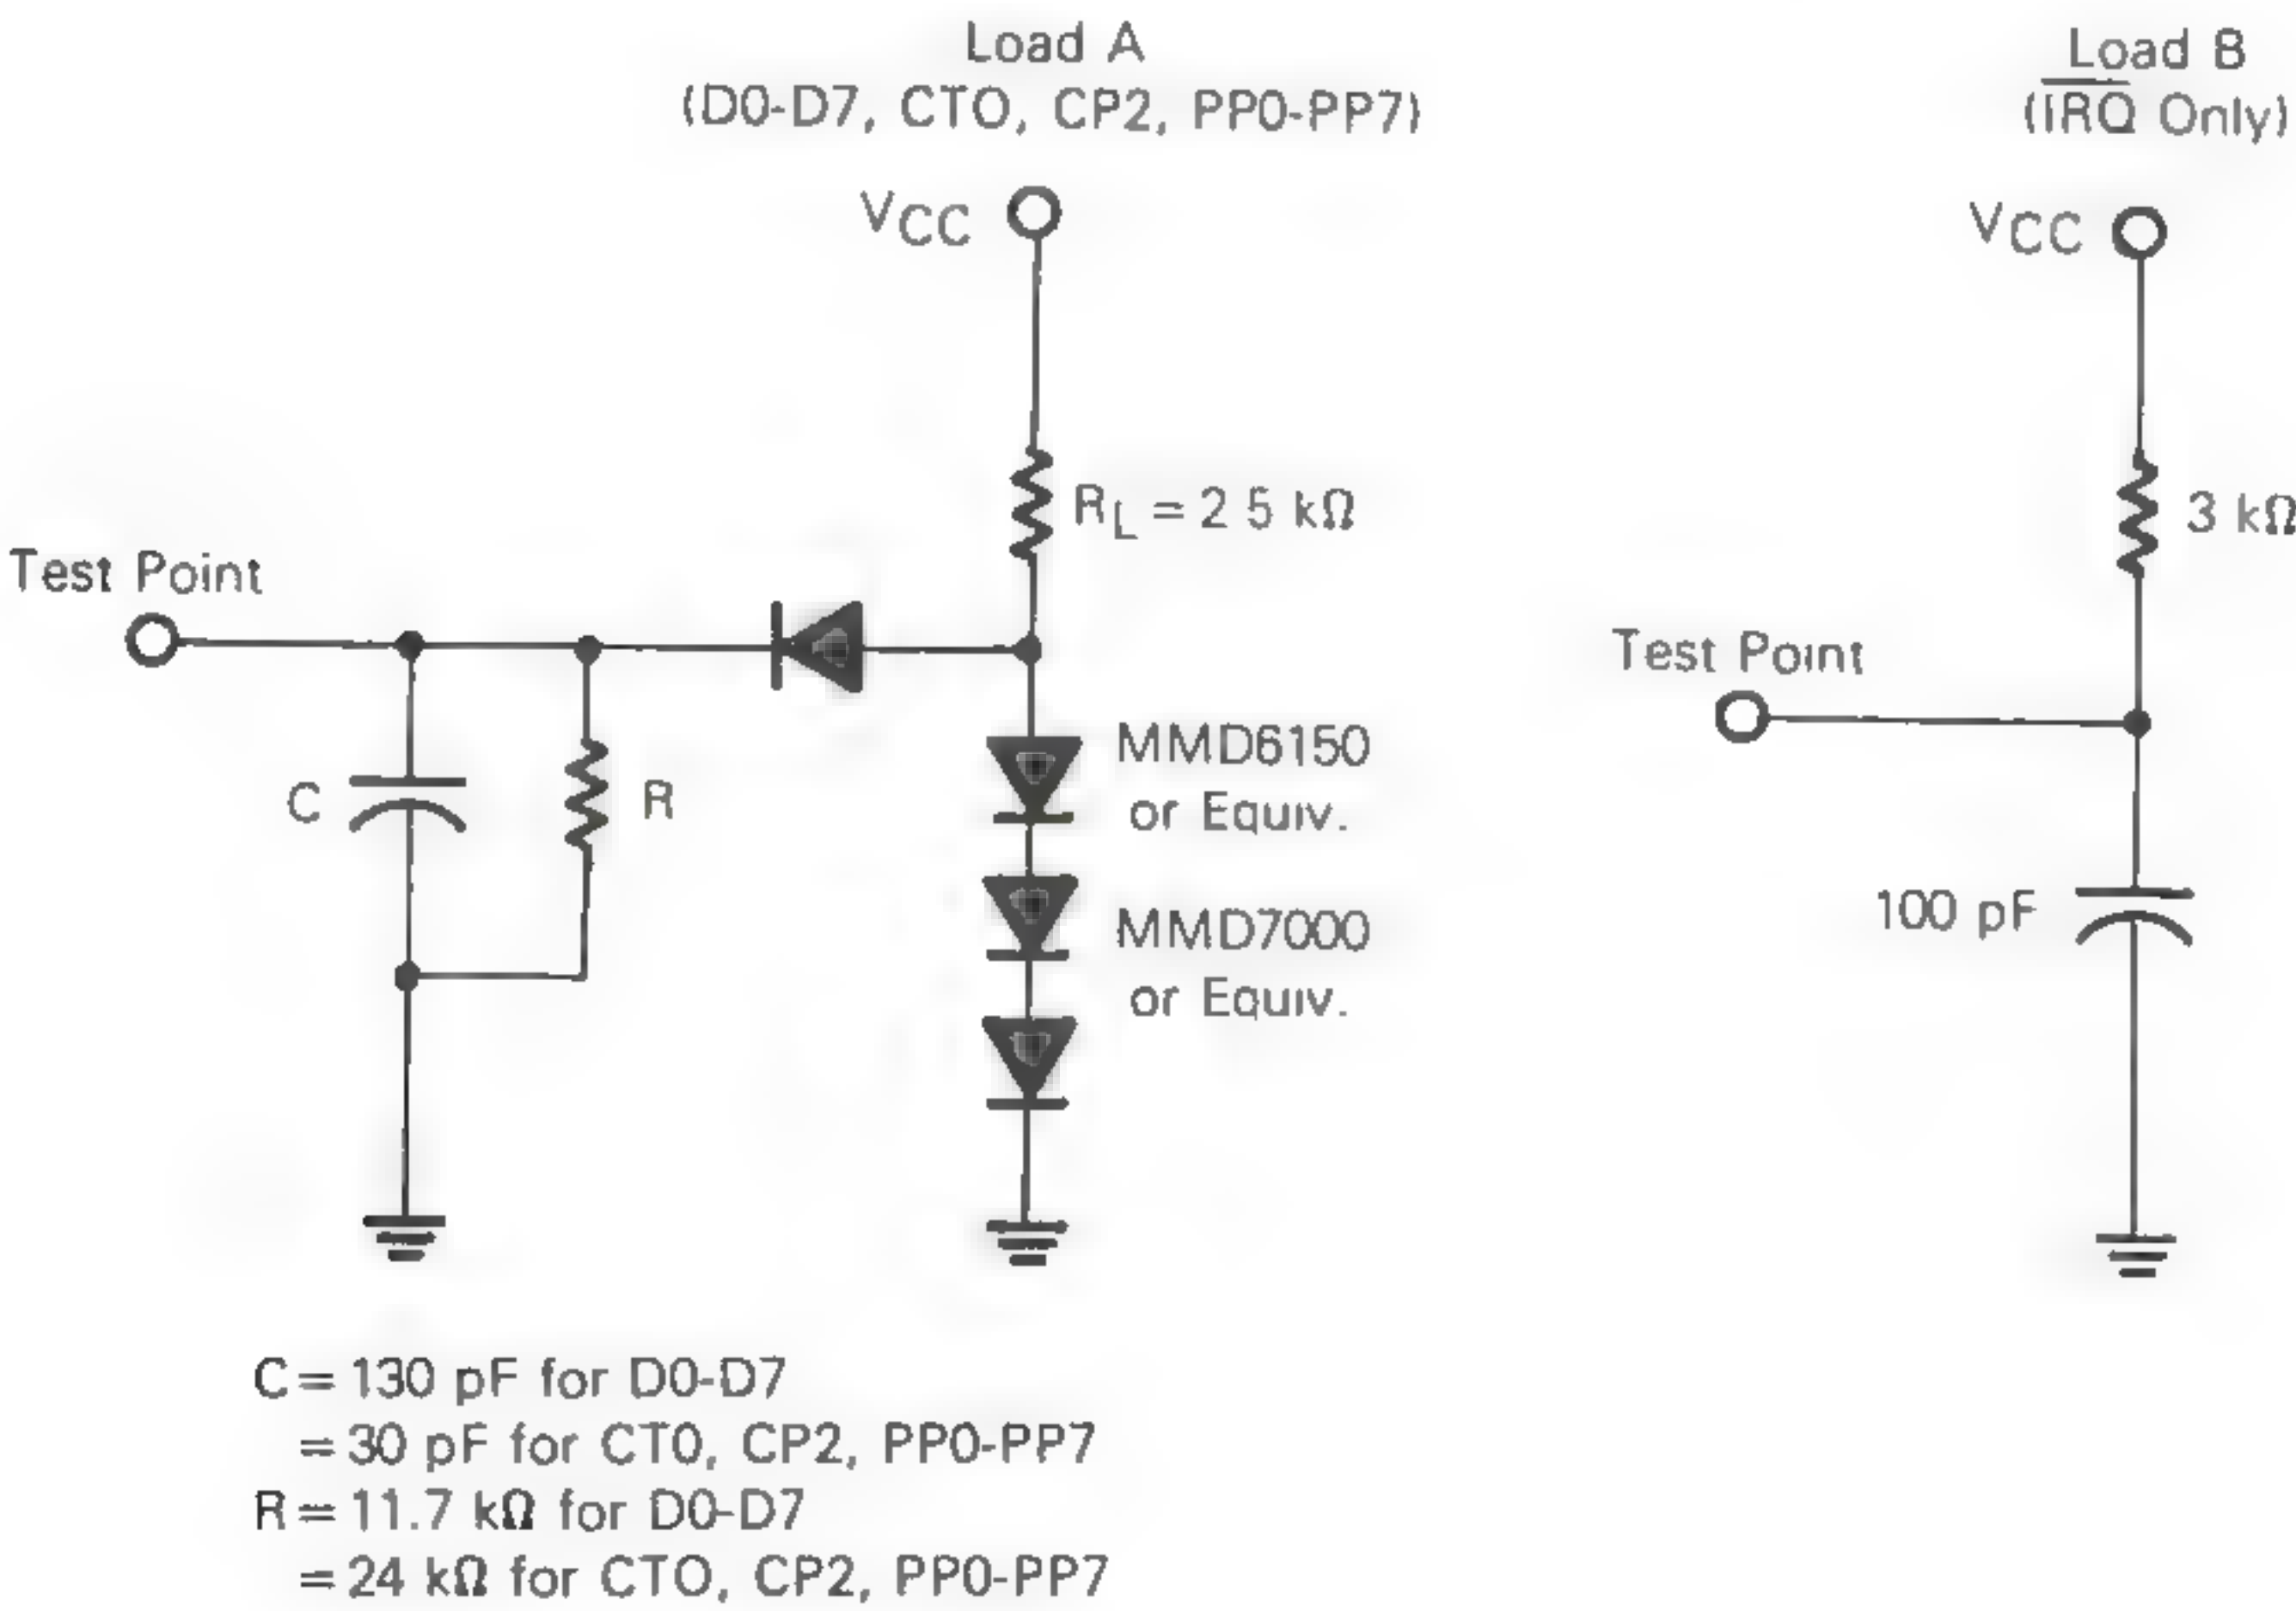 Load A
(D0-D7, CTO, CP2, PP0-PP7)
VCC
RL = 2 5 kΩ
Test Point
C
R
MMD6150
or Equiv.
MMD7000
or Equiv.
C = 130 pF for D0-D7
= 30 pF for CTO, CP2, PP0-PP7
R = 11.7 kΩ for D0-D7
= 24 kΩ for CTO, CP2, PP0-PP7
Load B
(I̅R̅Q̅ Only)
VCC
3 kΩ
Test Point
100 pF